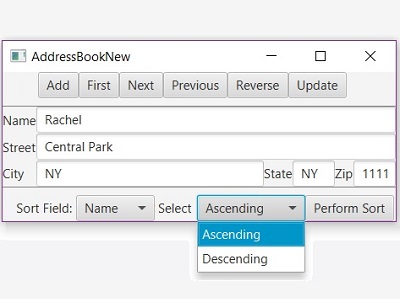 AddressBookNew
Add First Next Previous Reverse Update
Name Rachel
Street Central Park
City NY State NY Zip 1111
Sort Field: Name Select Ascending Perform Sort
Ascending
Descending